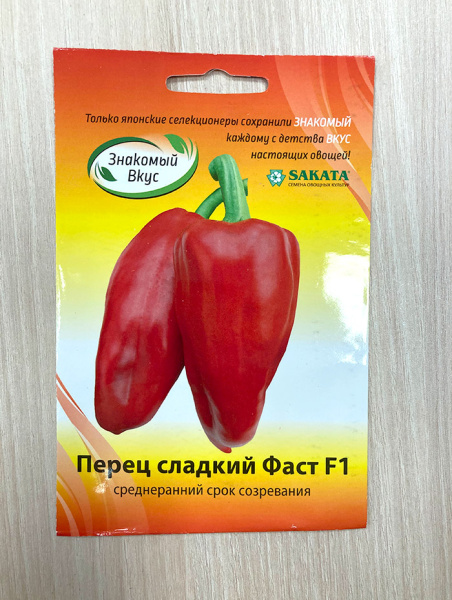 Только японские селекционеры сохранили ЗНАКОМЫЙ
каждому с детства ВКУС
настоящих овощей!
Знакомый
Вкус
SAKATA®
СЕМЕНА ОВОЩНЫХ КУЛЬТУР
Перец сладкий Фаст F1
среднеранний срок созревания